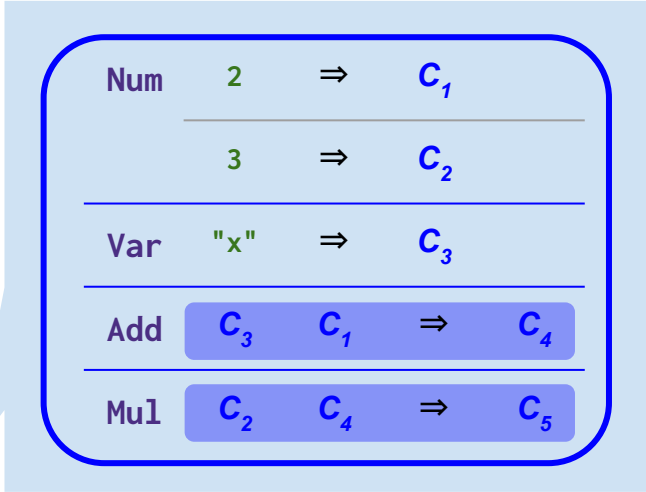 Num 2 ⇒ C₁
3 ⇒ C₂
Var "x" ⇒ C₃
Add C₃ C₁ ⇒ C₄
Mul C₂ C₄ ⇒ C₅